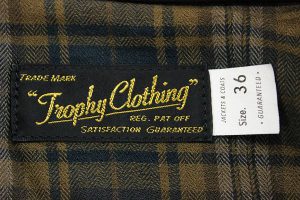 TRADE MARK
"Trophy Clothing"
REG. PAT OFF
SATISFACTION GUARANTEED
JACKETS & COATS
Size. 36
• GUARANTEED •